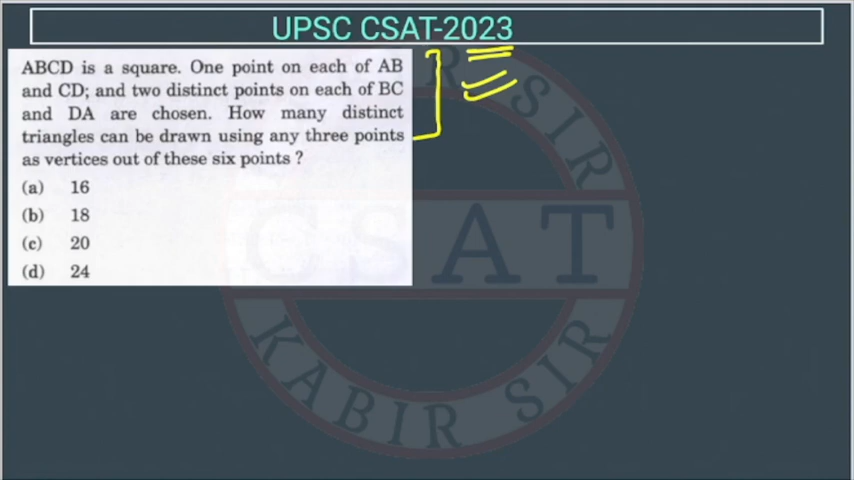 UPSC CSAT-2023
ABCD is a square. One point on each of AB
and CD; and two distinct points on each of BC
and DA are chosen. How many distinct
triangles can be drawn using any three points
as vertices out of these six points ?
(a) 16
(b) 18
(c) 20
(d) 24
R SIR
CSAT
KABIR SIR